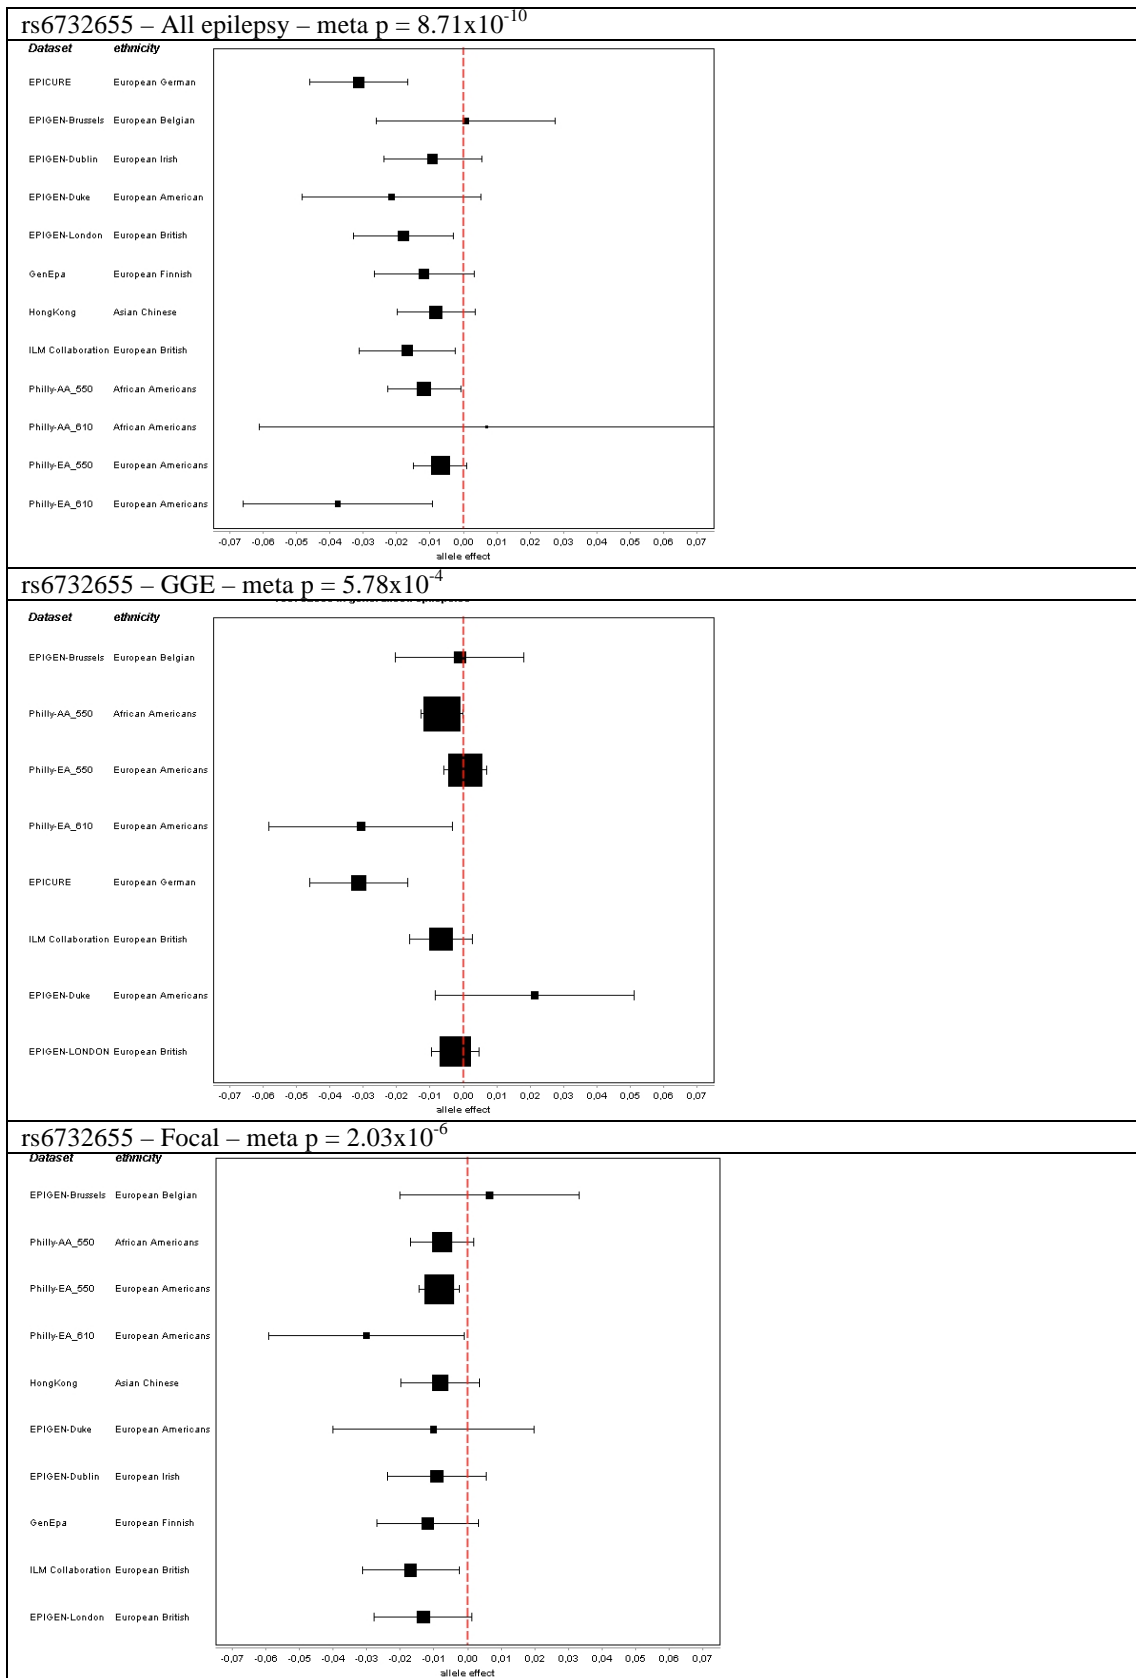 rs6732655 – All epilepsy – meta p = 8.71x10-10
Dataset ethnicity
EPICURE European German
EPIGEN-Brussels European Belgian
EPIGEN-Dublin European Irish
EPIGEN-Duke European American
EPIGEN-London European British
GenEpa European Finnish
HongKong Asian Chinese
ILM Collaboration European British
Philly-AA_550 African Americans
Philly-AA_610 African Americans
Philly-EA_550 European Americans
Philly-EA_610 European Americans
-0,07 -0,06 -0,05 -0,04 -0,03 -0,02 -0,01 0,00 0,01 0,02 0,03 0,04 0,05 0,06 0,07
allele effect
rs6732655 – GGE – meta p = 5.78x10-4
Dataset ethnicity
EPIGEN-Brussels European Belgian
Philly-AA_550 African Americans
Philly-EA_550 European Americans
Philly-EA_610 European Americans
EPICURE European German
ILM Collaboration European British
EPIGEN-Duke European Americans
EPIGEN-LONDON European British
-0,07 -0,06 -0,05 -0,04 -0,03 -0,02 -0,01 0,00 0,01 0,02 0,03 0,04 0,05 0,06 0,07
allele effect
rs6732655 – Focal – meta p = 2.03x10-6
Dataset ethnicity
EPIGEN-Brussels European Belgian
Philly-AA_550 African Americans
Philly-EA_550 European Americans
Philly-EA_610 European Americans
HongKong Asian Chinese
EPIGEN-Duke European Americans
EPIGEN-Dublin European Irish
GenEpa European Finnish
ILM Collaboration European British
EPIGEN-London European British
-0,07 -0,06 -0,05 -0,04 -0,03 -0,02 -0,01 0,00 0,01 0,02 0,03 0,04 0,05 0,06 0,07
allele effect